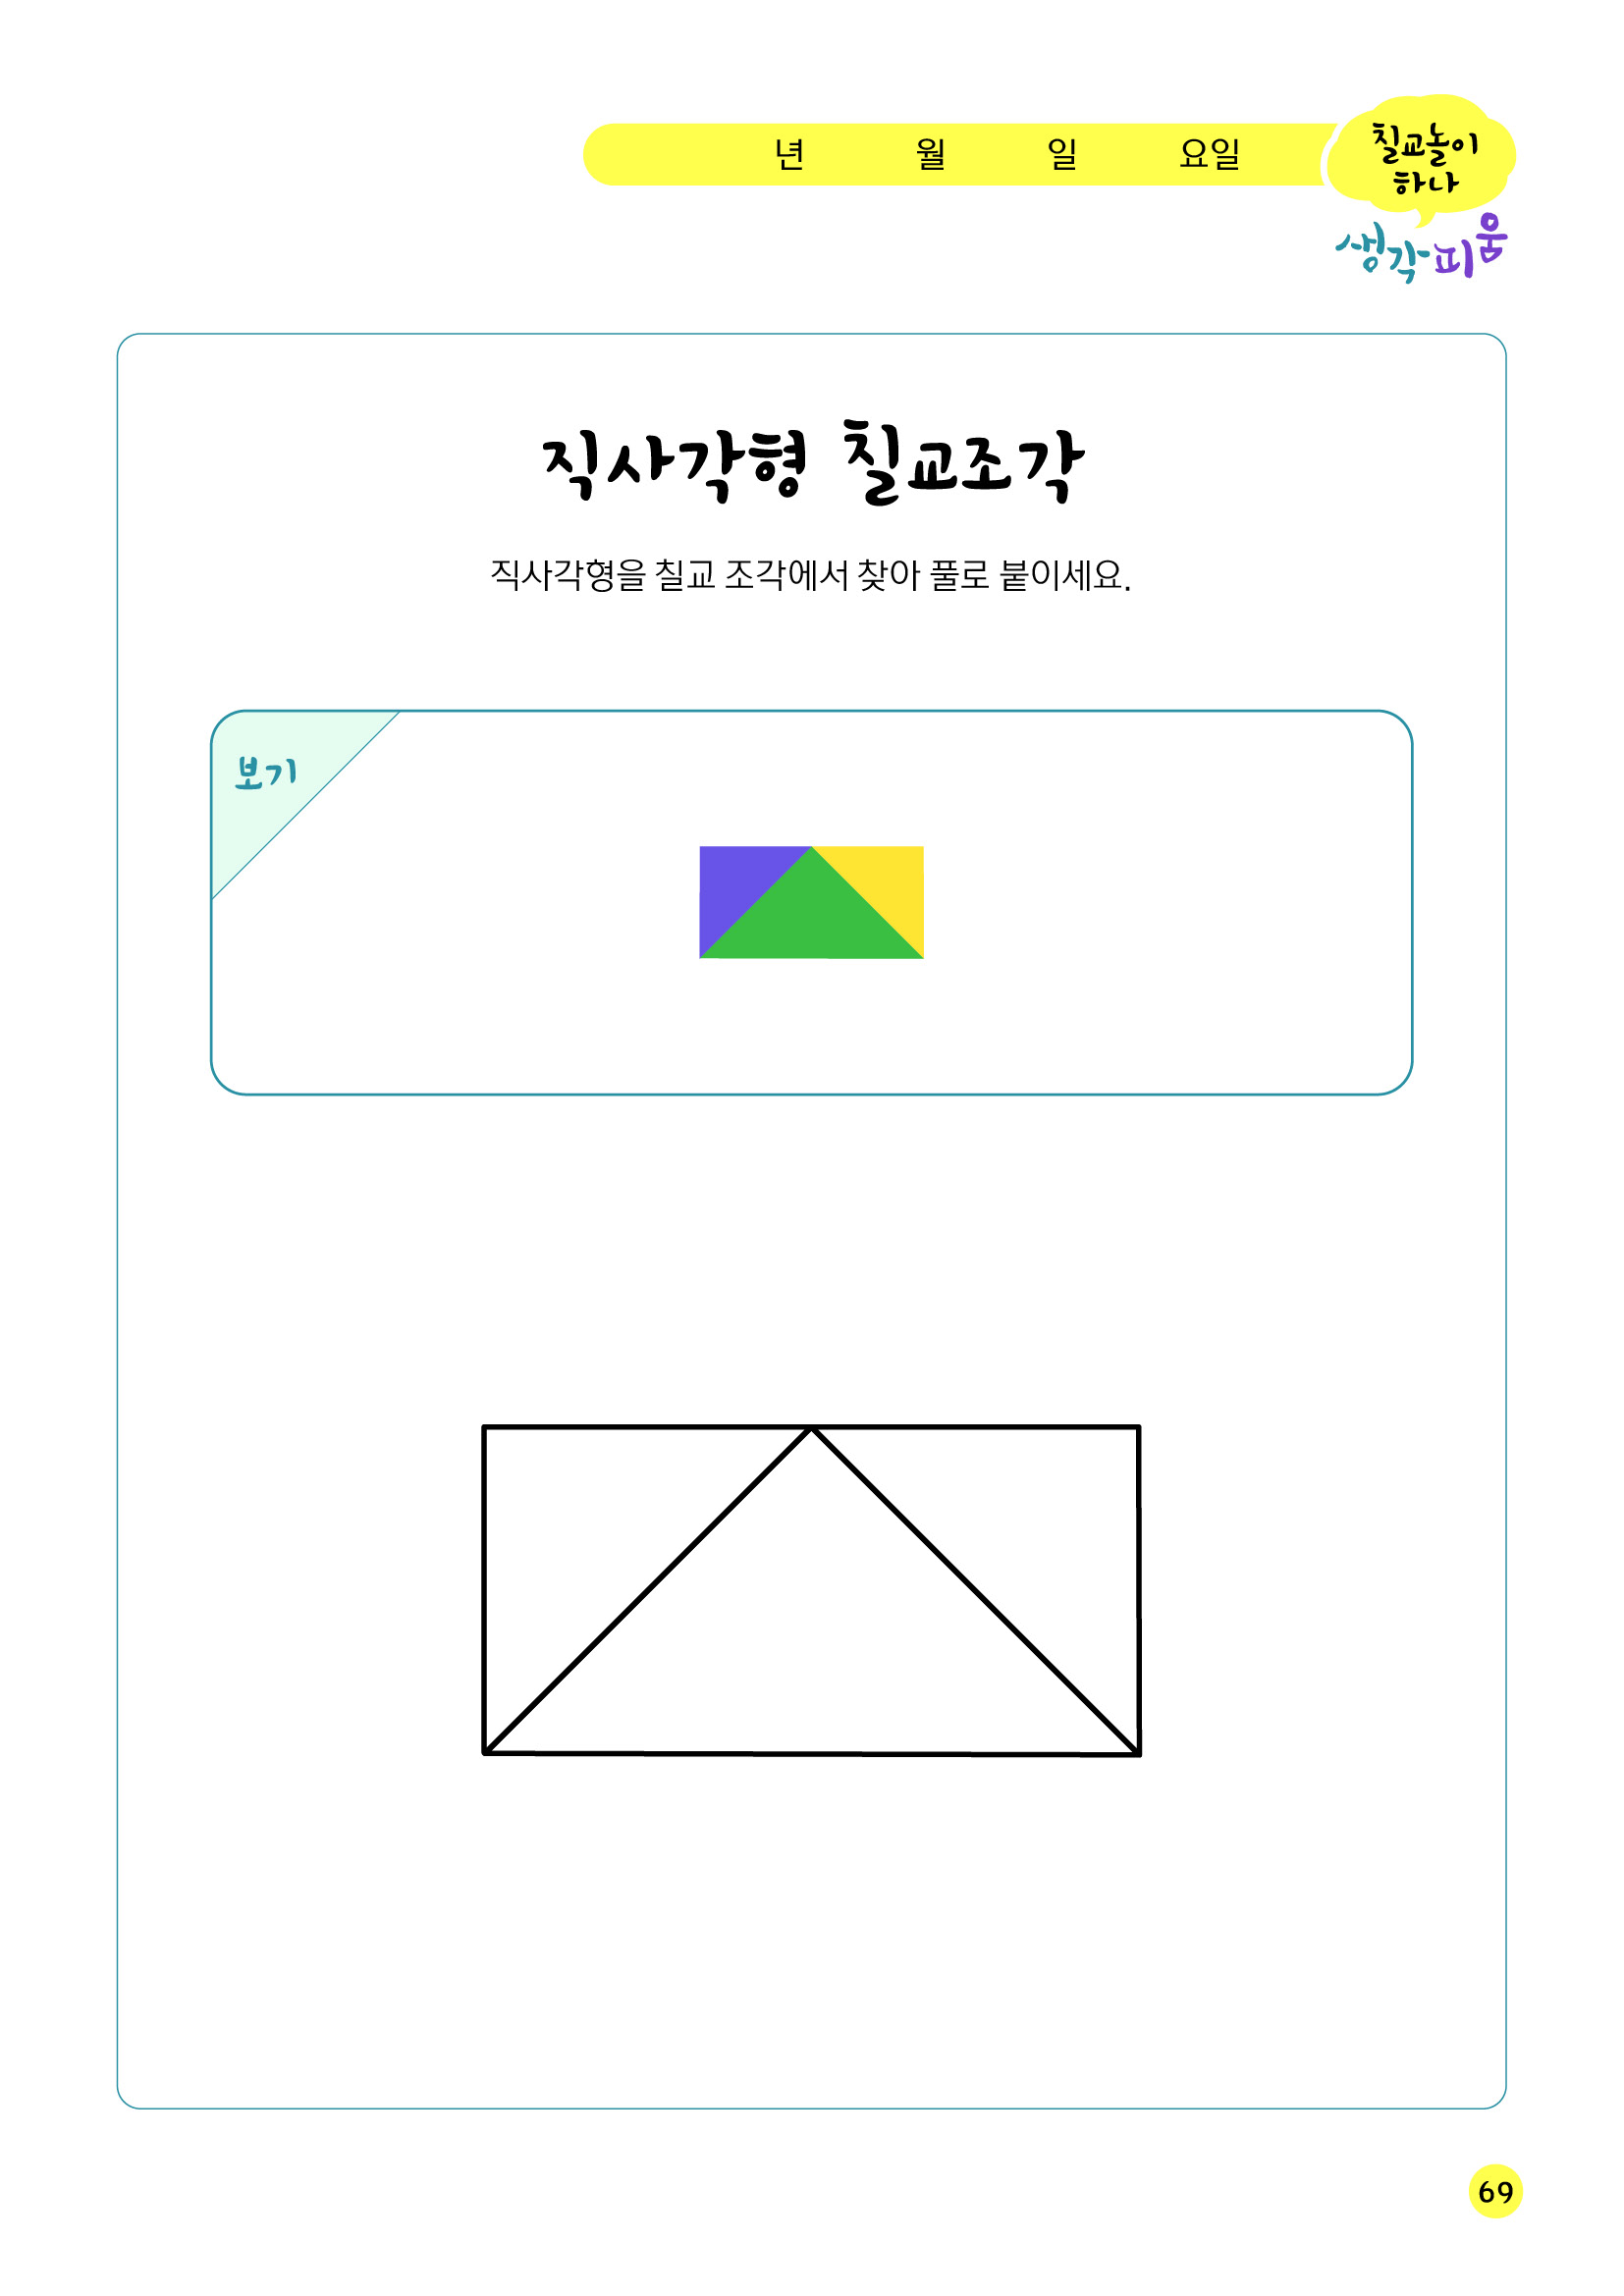 년 월 일 요일
칠교놀이
하나
생각피움
직사각형 칠교조각
직사각형을 칠교 조각에서 찾아 풀로 붙이세요.
보기
69